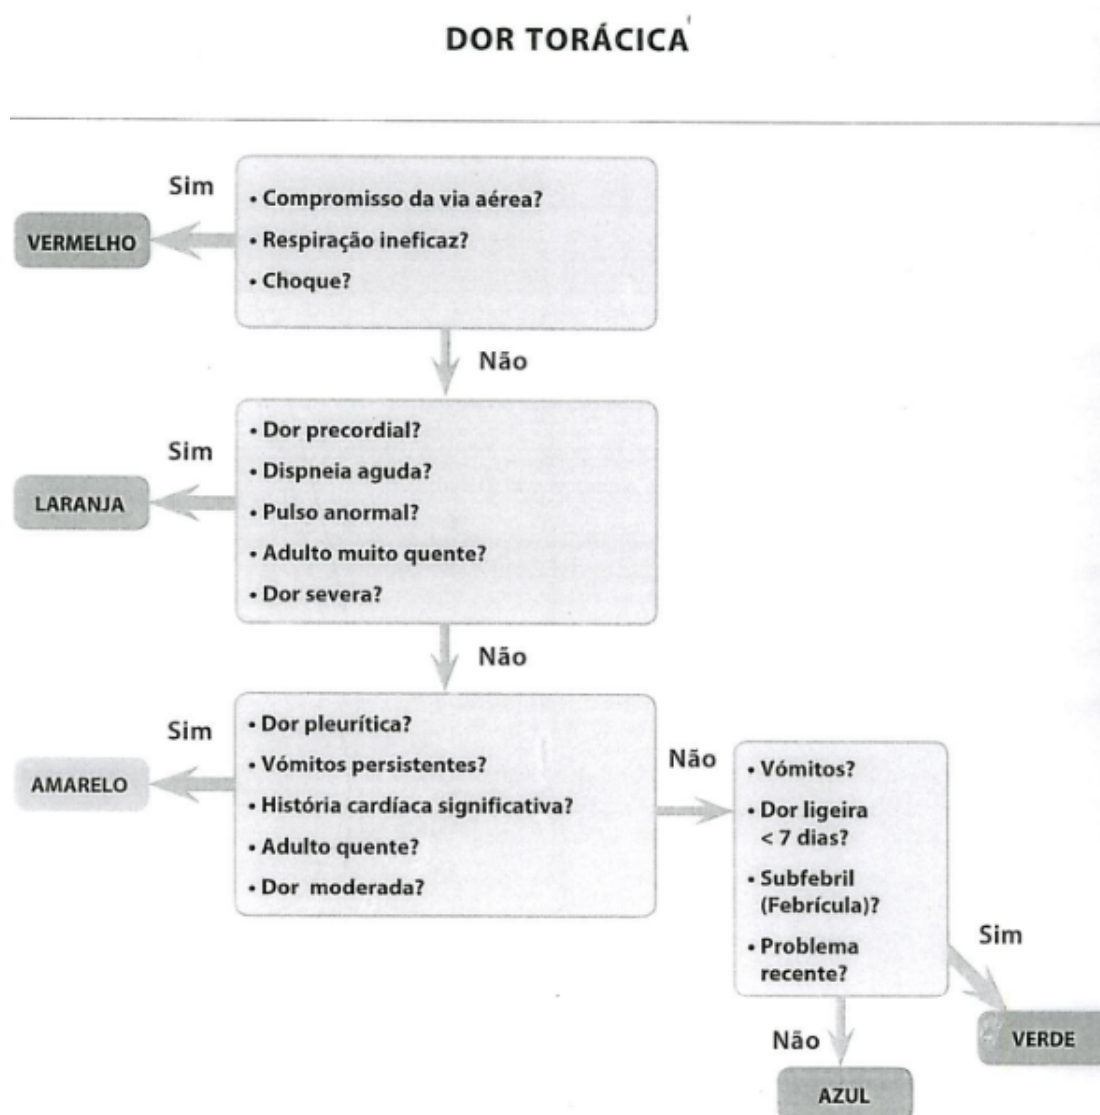 DOR TORÁCICA
Sim
VERMELHO
• Compromisso da via aérea?
• Respiração ineficaz?
• Choque?
Não
Sim
LARANJA
• Dor precordial?
• Dispneia aguda?
• Pulso anormal?
• Adulto muito quente?
• Dor severa?
Não
Sim
AMARELO
• Dor pleurítica?
• Vómitos persistentes?
• História cardíaca significativa?
• Adulto quente?
• Dor moderada?
Não
• Vómitos?
• Dor ligeira
< 7 dias?
• Subfebril
(Febrícula)?
• Problema
recente?
Sim
VERDE
Não
AZUL